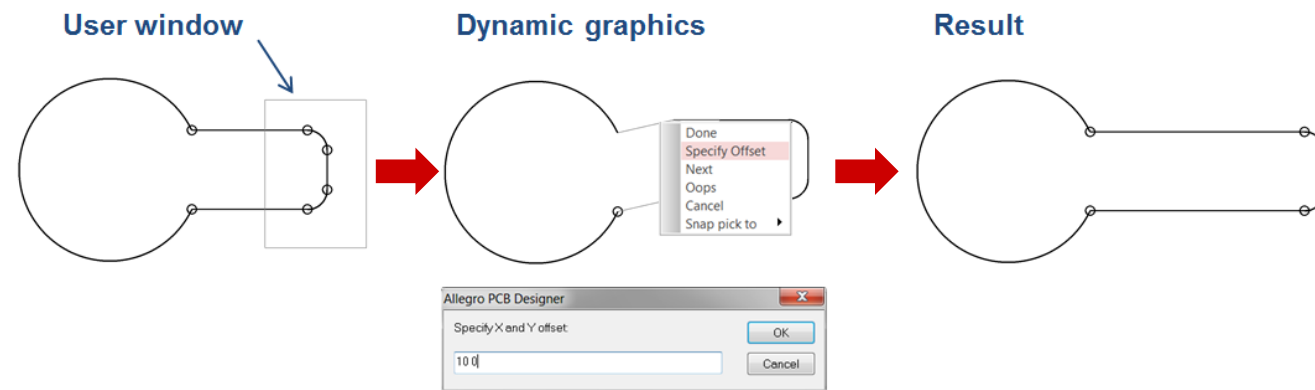 User window
Dynamic graphics
Result
Done
Specify Offset
Next
Oops
Cancel
Snap pick to
Allegro PCB Designer
Specify X and Y offset
OK
10 0
Cancel